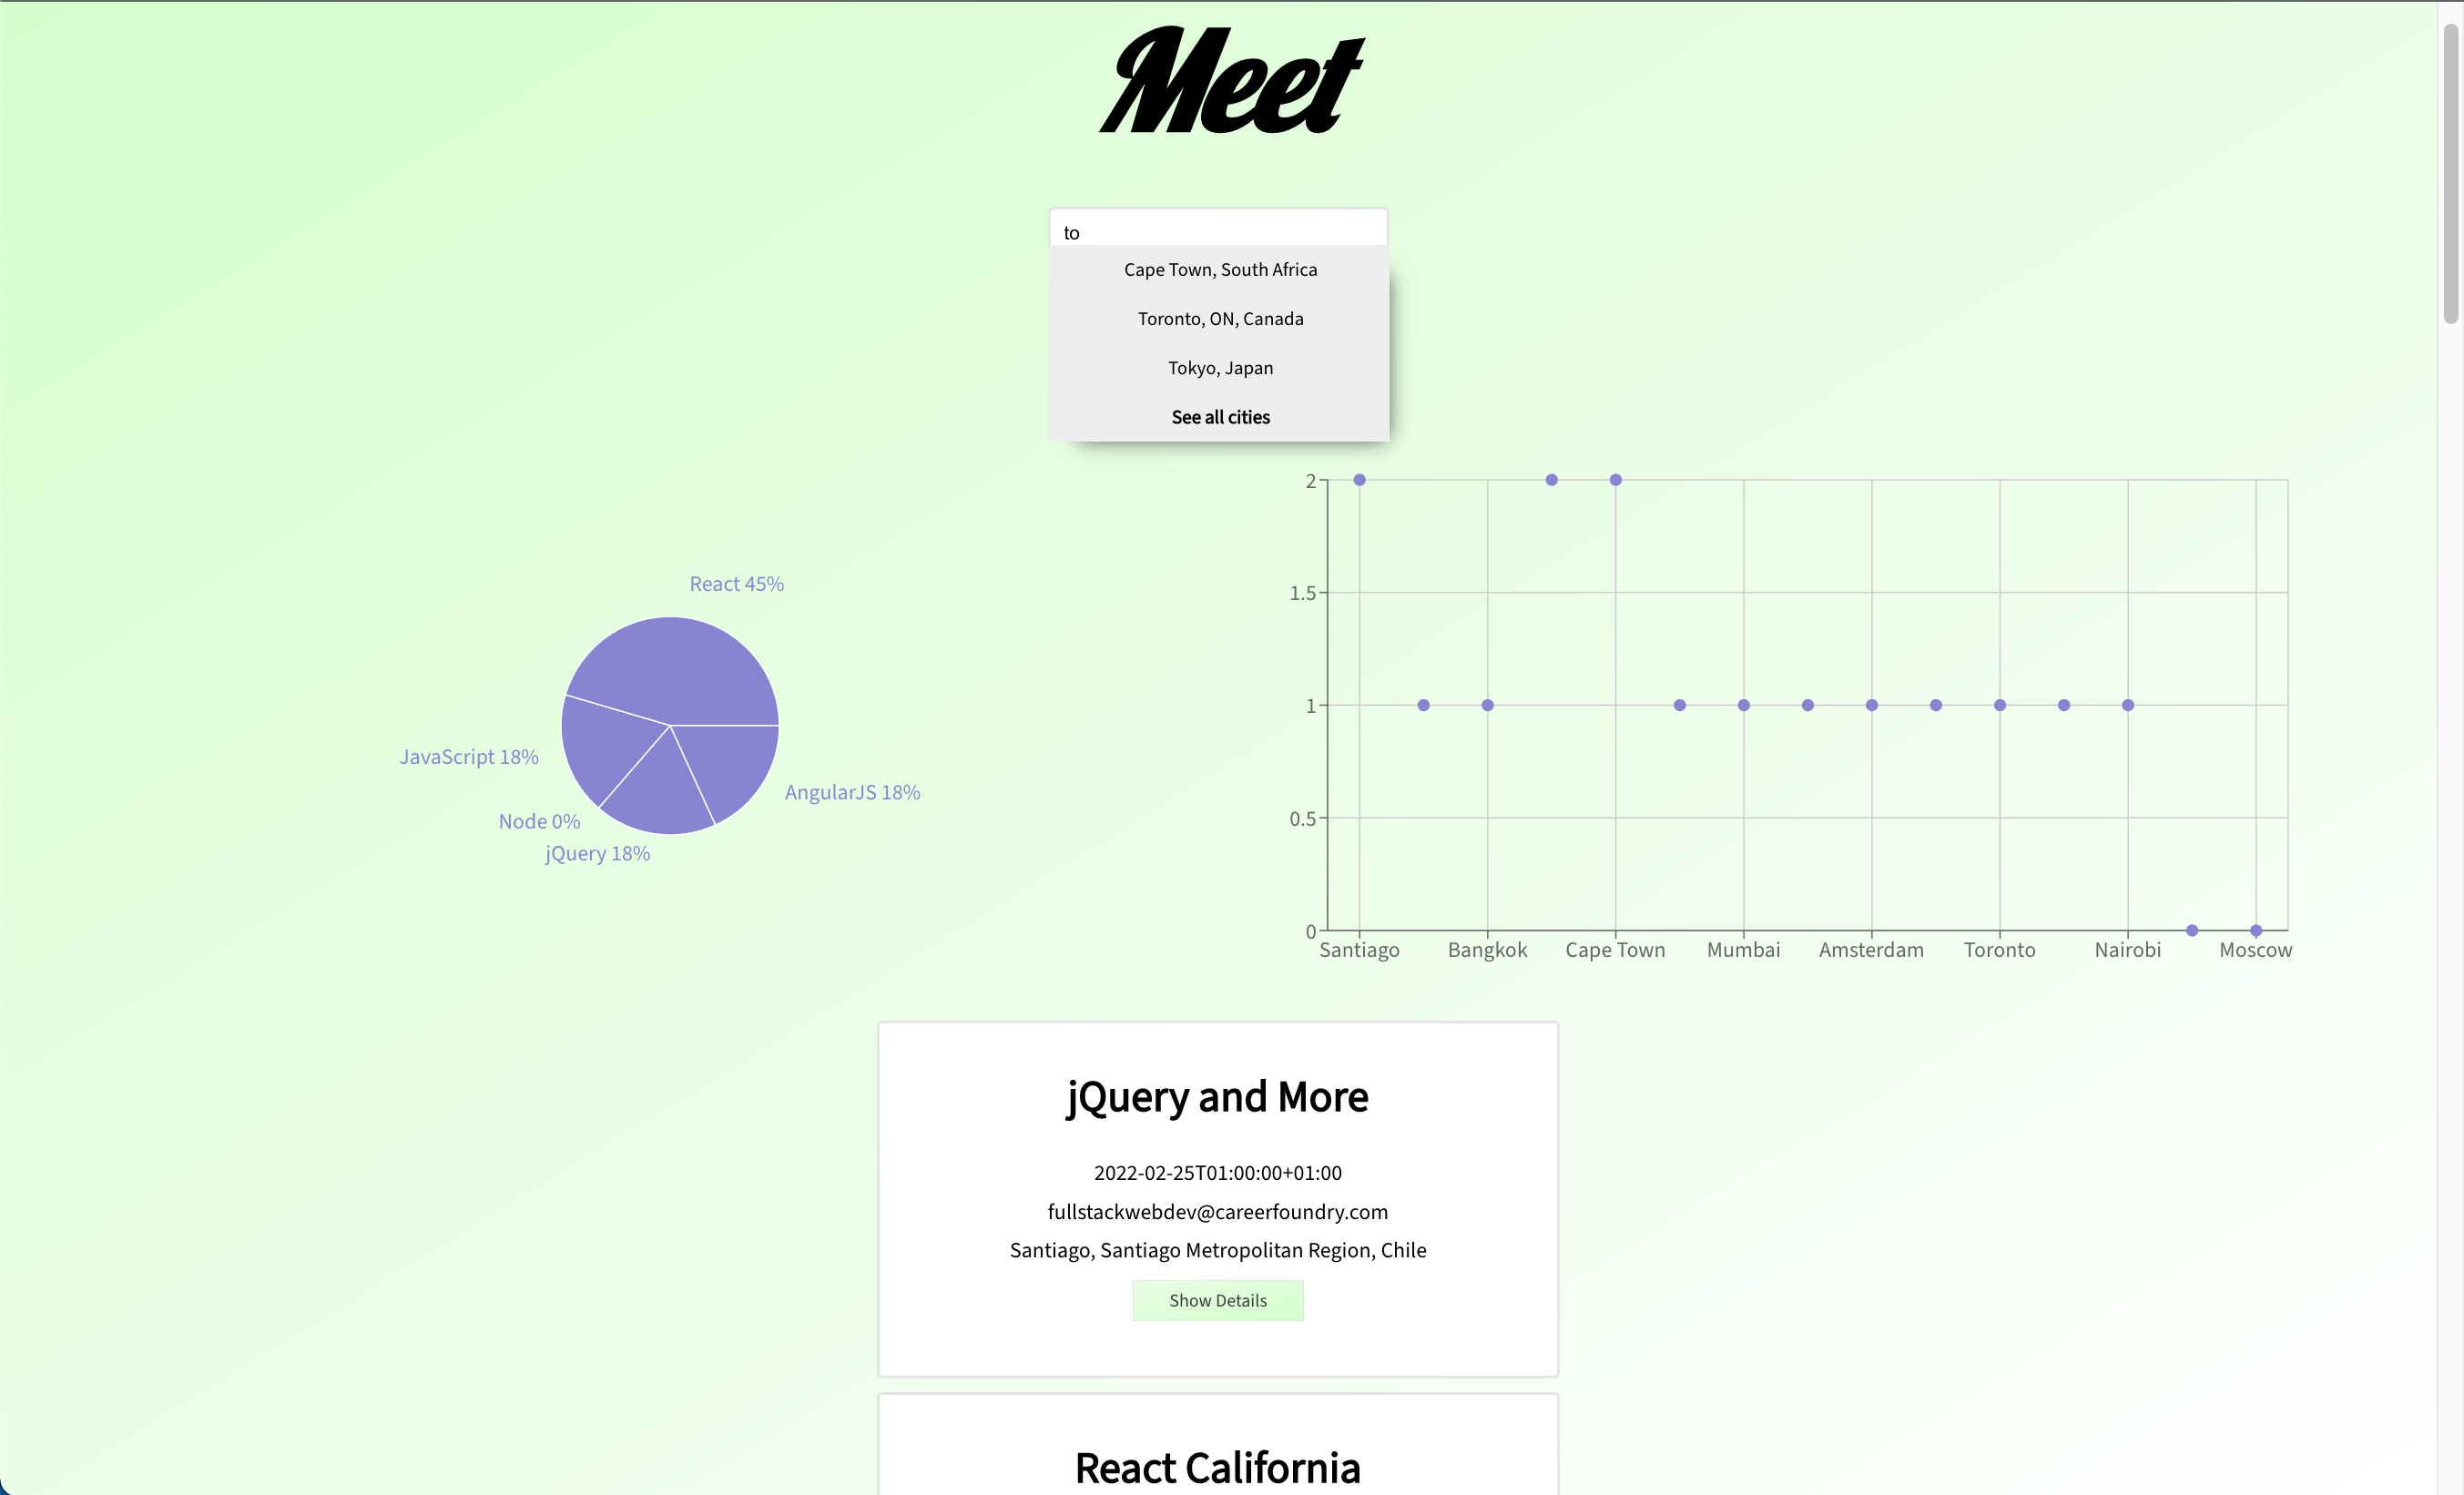 Meet
to
Cape Town, South Africa
Toronto, ON, Canada
Tokyo, Japan
See all cities
React 45%
JavaScript 18%
AngularJS 18%
Node 0%
jQuery 18%
2
1.5
1
0.5
0
Santiago Bangkok Cape Town Mumbai Amsterdam Toronto Nairobi Moscow
jQuery and More
2022-02-25T01:00:00+01:00
fullstackwebdev@careerfoundry.com
Santiago, Santiago Metropolitan Region, Chile
Show Details
React California